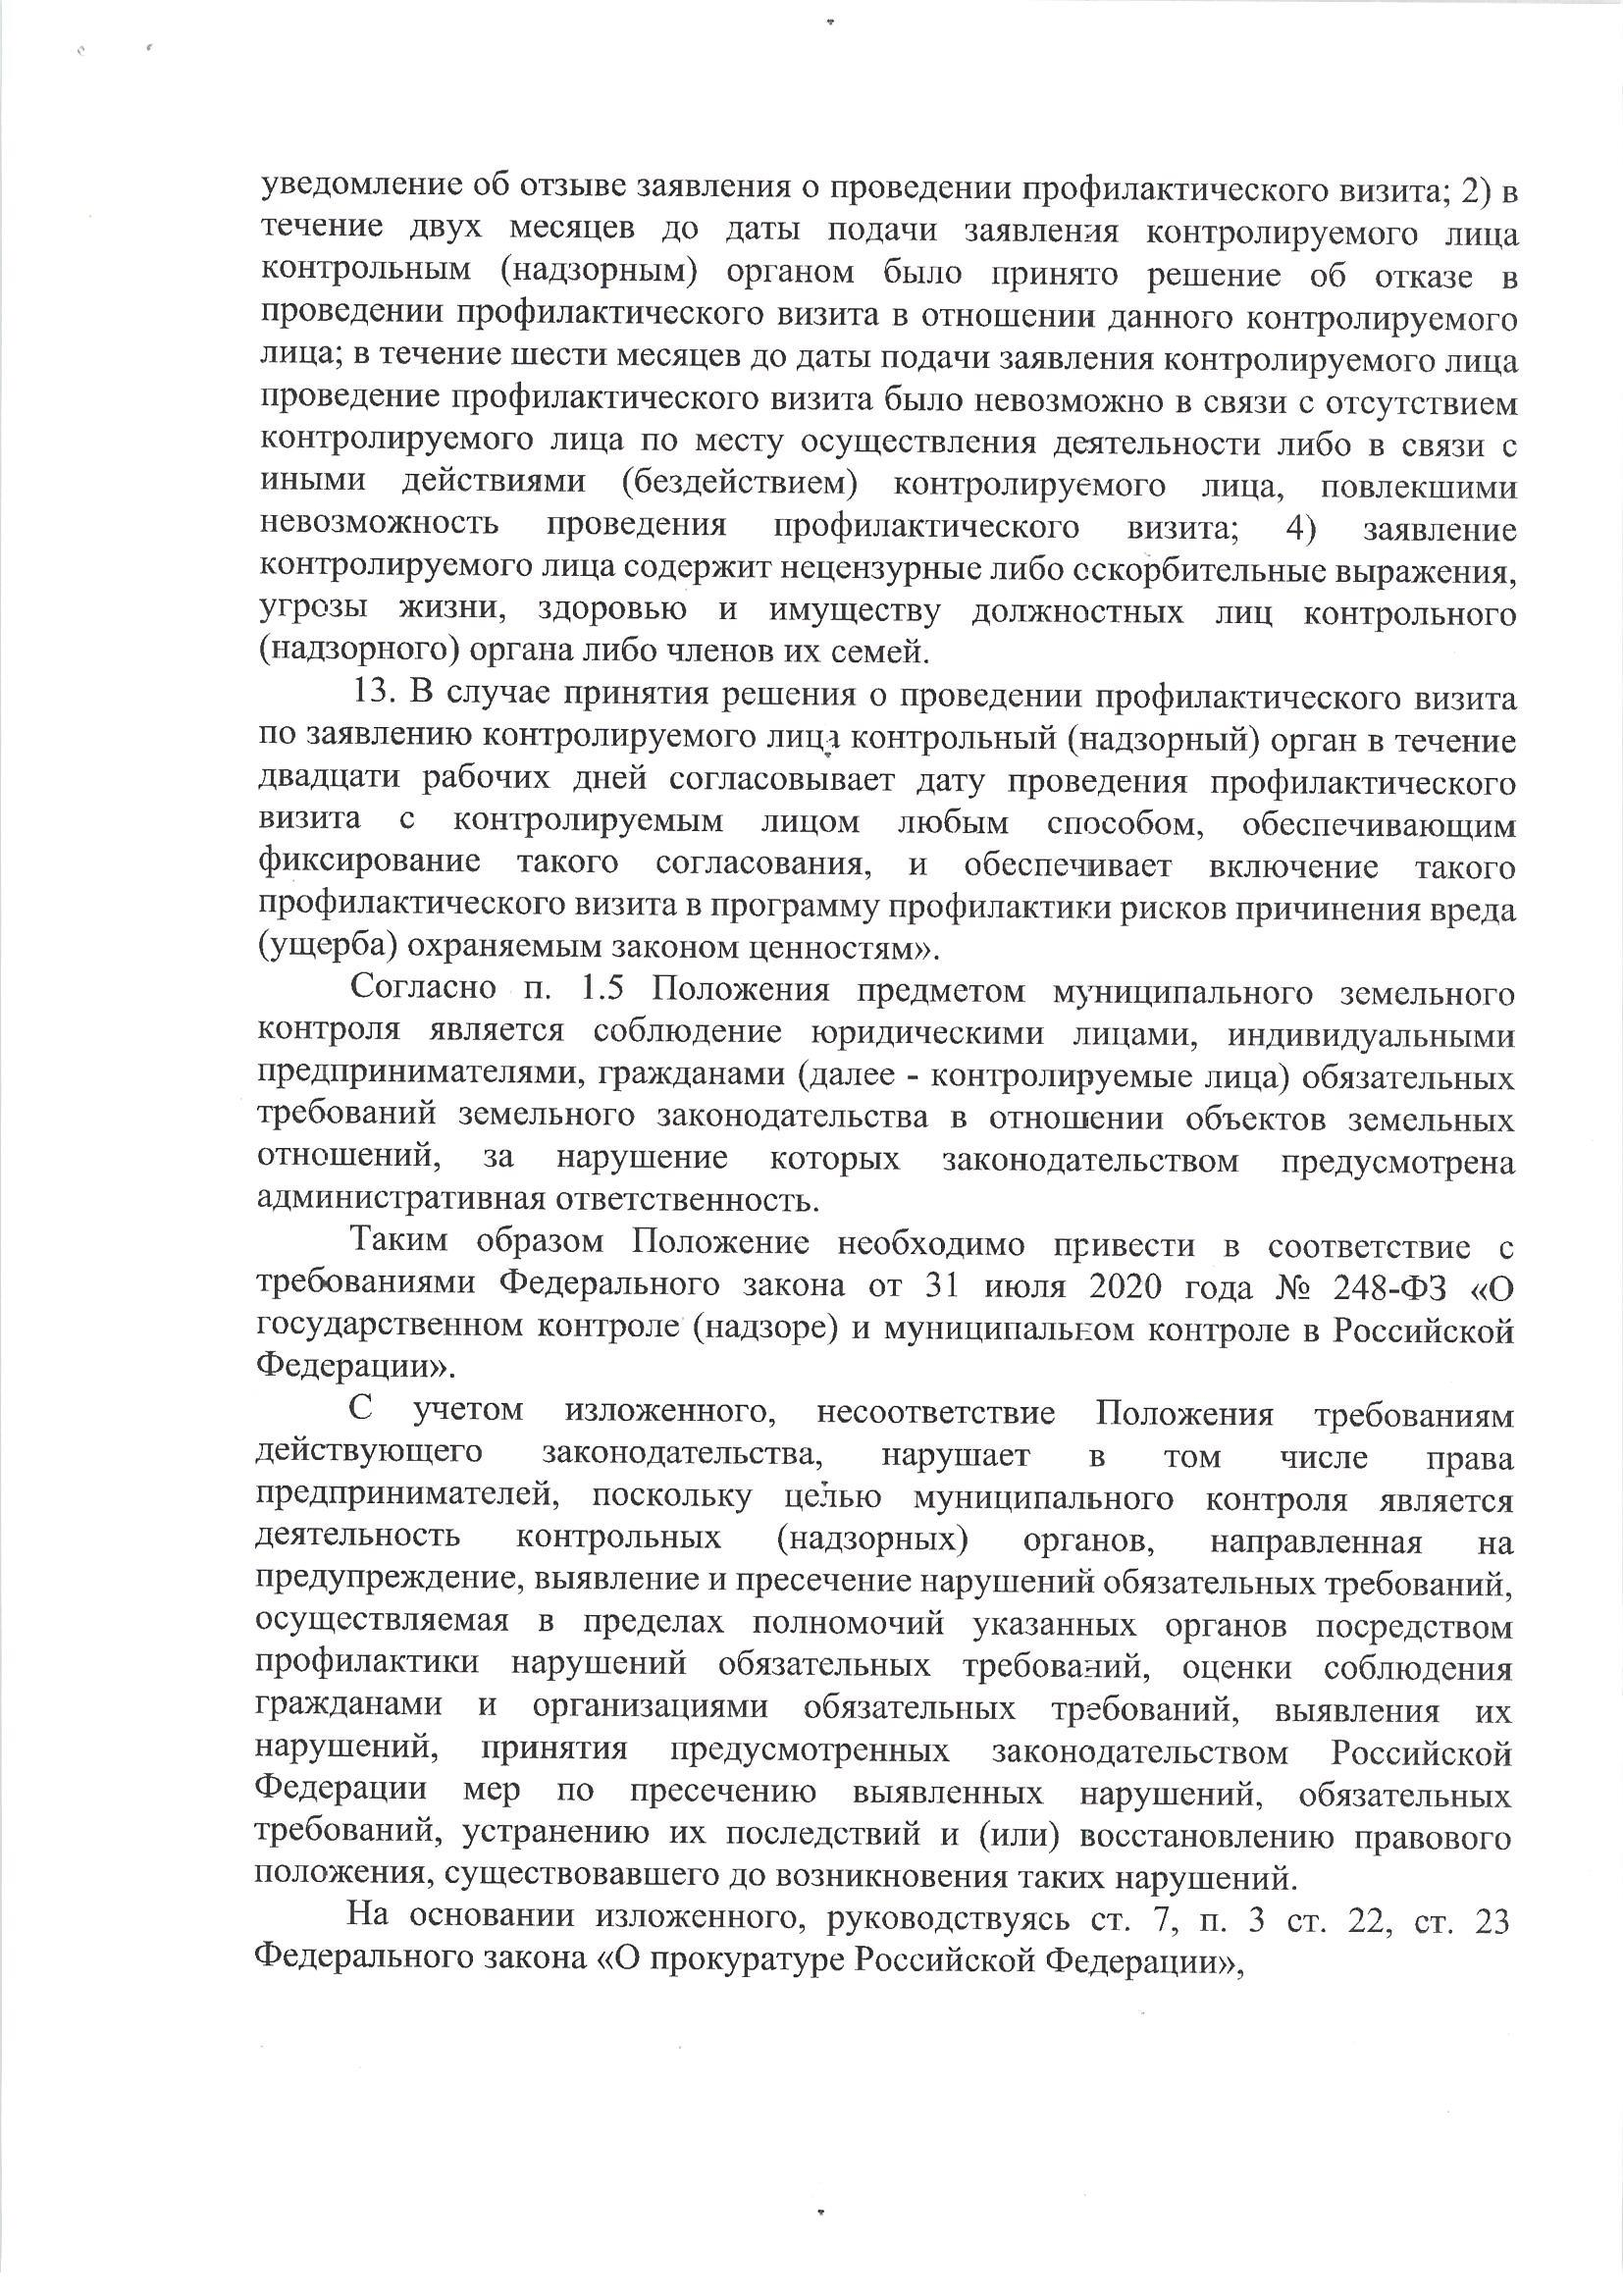 уведомление об отзыве заявления о проведении профилактического визита; 2) в
течение двух месяцев до даты подачи заявления контролируемого лица
контрольным (надзорным) органом было принято решение об отказе в
проведении профилактического визита в отношении данного контролируемого
лица; в течение шести месяцев до даты подачи заявления контролируемого лица
проведение профилактического визита было невозможно в связи с отсутствием
контролируемого лица по месту осуществления деятельности либо в связи с
иными действиями (бездействием) контролируемого лица, повлекшими
невозможность проведения профилактического визита; 4) заявление
контролируемого лица содержит нецензурные либо оскорбительные выражения,
угрозы жизни, здоровью и имуществу должностных лиц контрольного
(надзорного) органа либо членов их семей.
13. В случае принятия решения о проведении профилактического визита
по заявлению контролируемого лица контрольный (надзорный) орган в течение
двадцати рабочих дней согласовывает дату проведения профилактического
визита с контролируемым лицом любым способом, обеспечивающим
фиксирование такого согласования, и обеспечивает включение такого
профилактического визита в программу профилактики рисков причинения вреда
(ущерба) охраняемым законом ценностям».
Согласно п. 1.5 Положения предметом муниципального земельного
контроля является соблюдение юридическими лицами, индивидуальными
предпринимателями, гражданами (далее - контролируемые лица) обязательных
требований земельного законодательства в отношении объектов земельных
отношений, за нарушение которых законодательством предусмотрена
административная ответственность.
Таким образом Положение необходимо привести в соответствие с
требованиями Федерального закона от 31 июля 2020 года № 248-ФЗ «О
государственном контроле (надзоре) и муниципальном контроле в Российской
Федерации».
С учетом изложенного, несоответствие Положения требованиям
действующего законодательства, нарушает в том числе права
предпринимателей, поскольку целью муниципального контроля является
деятельность контрольных (надзорных) органов, направленная на
предупреждение, выявление и пресечение нарушений обязательных требований,
осуществляемая в пределах полномочий указанных органов посредством
профилактики нарушений обязательных требований, оценки соблюдения
гражданами и организациями обязательных требований, выявления их
нарушений, принятия предусмотренных законодательством Российской
Федерации мер по пресечению выявленных нарушений, обязательных
требований, устранению их последствий и (или) восстановлению правового
положения, существовавшего до возникновения таких нарушений.
На основании изложенного, руководствуясь ст. 7, п. 3 ст. 22, ст. 23
Федерального закона «О прокуратуре Российской Федерации»,